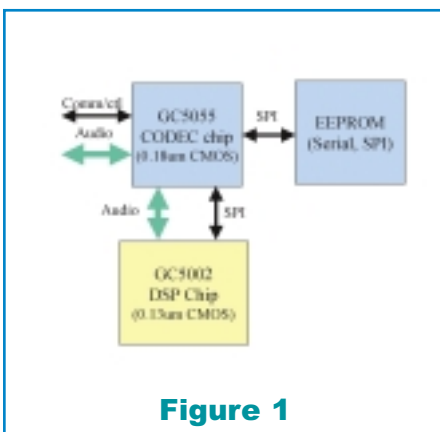 Comm/ctl
Audio
GC5055
CODEC chip
(0.18um CMOS)
SPI
EEPROM
(Serial, SPI)
Audio
SPI
GC5002
DSP Chip
(0.13um CMOS)
Figure 1